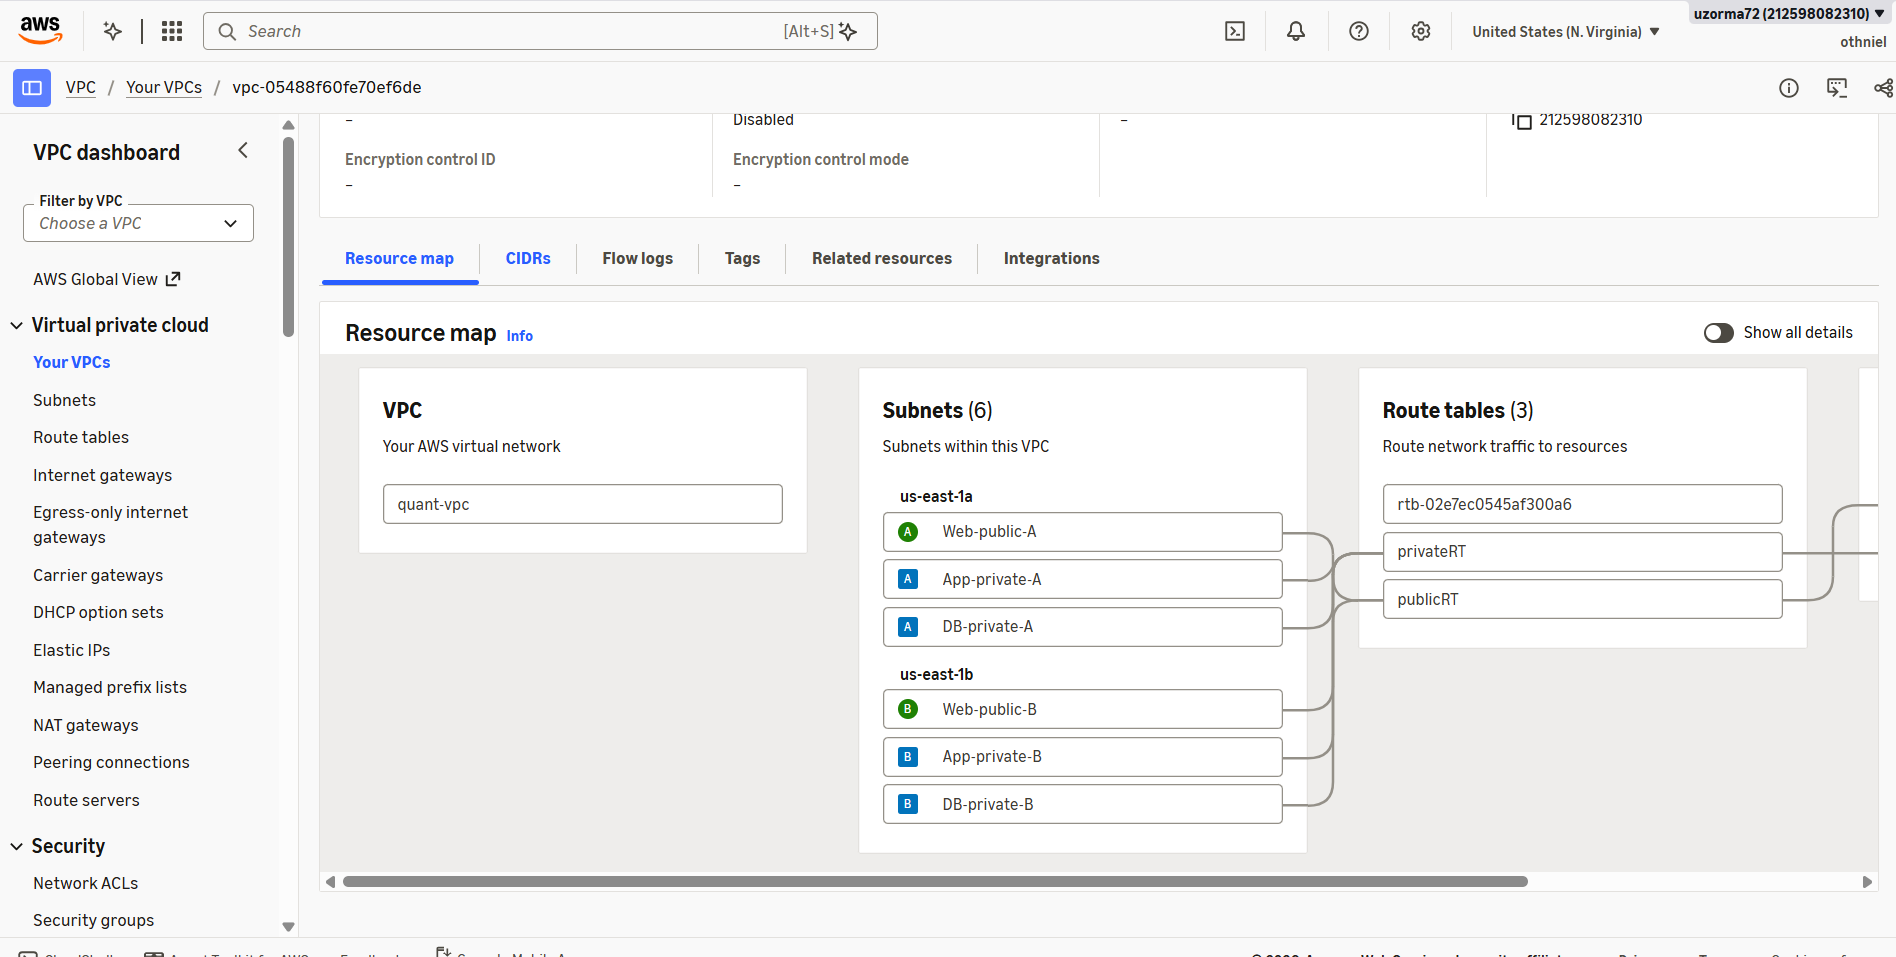 aws
Search
[Alt+S]
United States (N. Virginia)
uzorma72 (212598082310)
othniel
VPC / Your VPCs / vpc-05488f60fe70ef6de
VPC dashboard
Filter by VPC
Choose a VPC
AWS Global View
Virtual private cloud
Your VPCs
Subnets
Route tables
Internet gateways
Egress-only internet
gateways
Carrier gateways
DHCP option sets
Elastic IPs
Managed prefix lists
NAT gateways
Peering connections
Route servers
Security
Network ACLs
Security groups
–
Disabled
–
212598082310
Encryption control ID
–
Encryption control mode
–
Resource map
CIDRs
Flow logs
Tags
Related resources
Integrations
Resource map Info
Show all details
VPC
Your AWS virtual network
quant-vpc
Subnets (6)
Subnets within this VPC
us-east-1a
A Web-public-A
A App-private-A
A DB-private-A
us-east-1b
B Web-public-B
B App-private-B
B DB-private-B
Route tables (3)
Route network traffic to resources
rtb-02e7ec0545af300a6
privateRT
publicRT